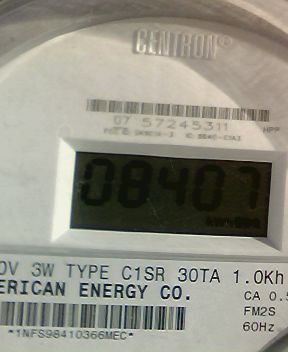 CENTRON®
07 57245311
HPP
08407
0V 3W TYPE C1SR 30TA 1.0Kh
ERICAN ENERGY CO.
CA 0.5
FM2S
60Hz
*1NFS98410366MEC*